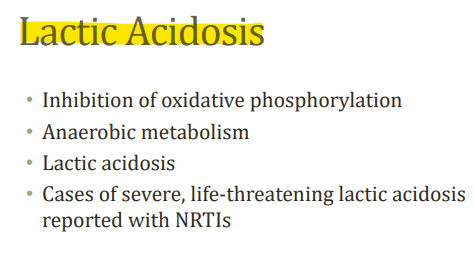 Lactic Acidosis
• Inhibition of oxidative phosphorylation
• Anaerobic metabolism
• Lactic acidosis
• Cases of severe, life-threatening lactic acidosis
reported with NRTIs